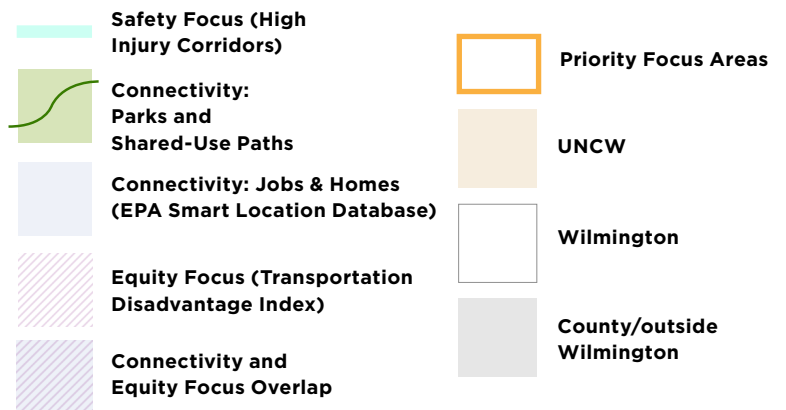 Safety Focus (High
Injury Corridors)
Connectivity:
Parks and
Shared-Use Paths
Connectivity: Jobs & Homes
(EPA Smart Location Database)
Equity Focus (Transportation
Disadvantage Index)
Connectivity and
Equity Focus Overlap
Priority Focus Areas
UNCW
Wilmington
County/outside
Wilmington